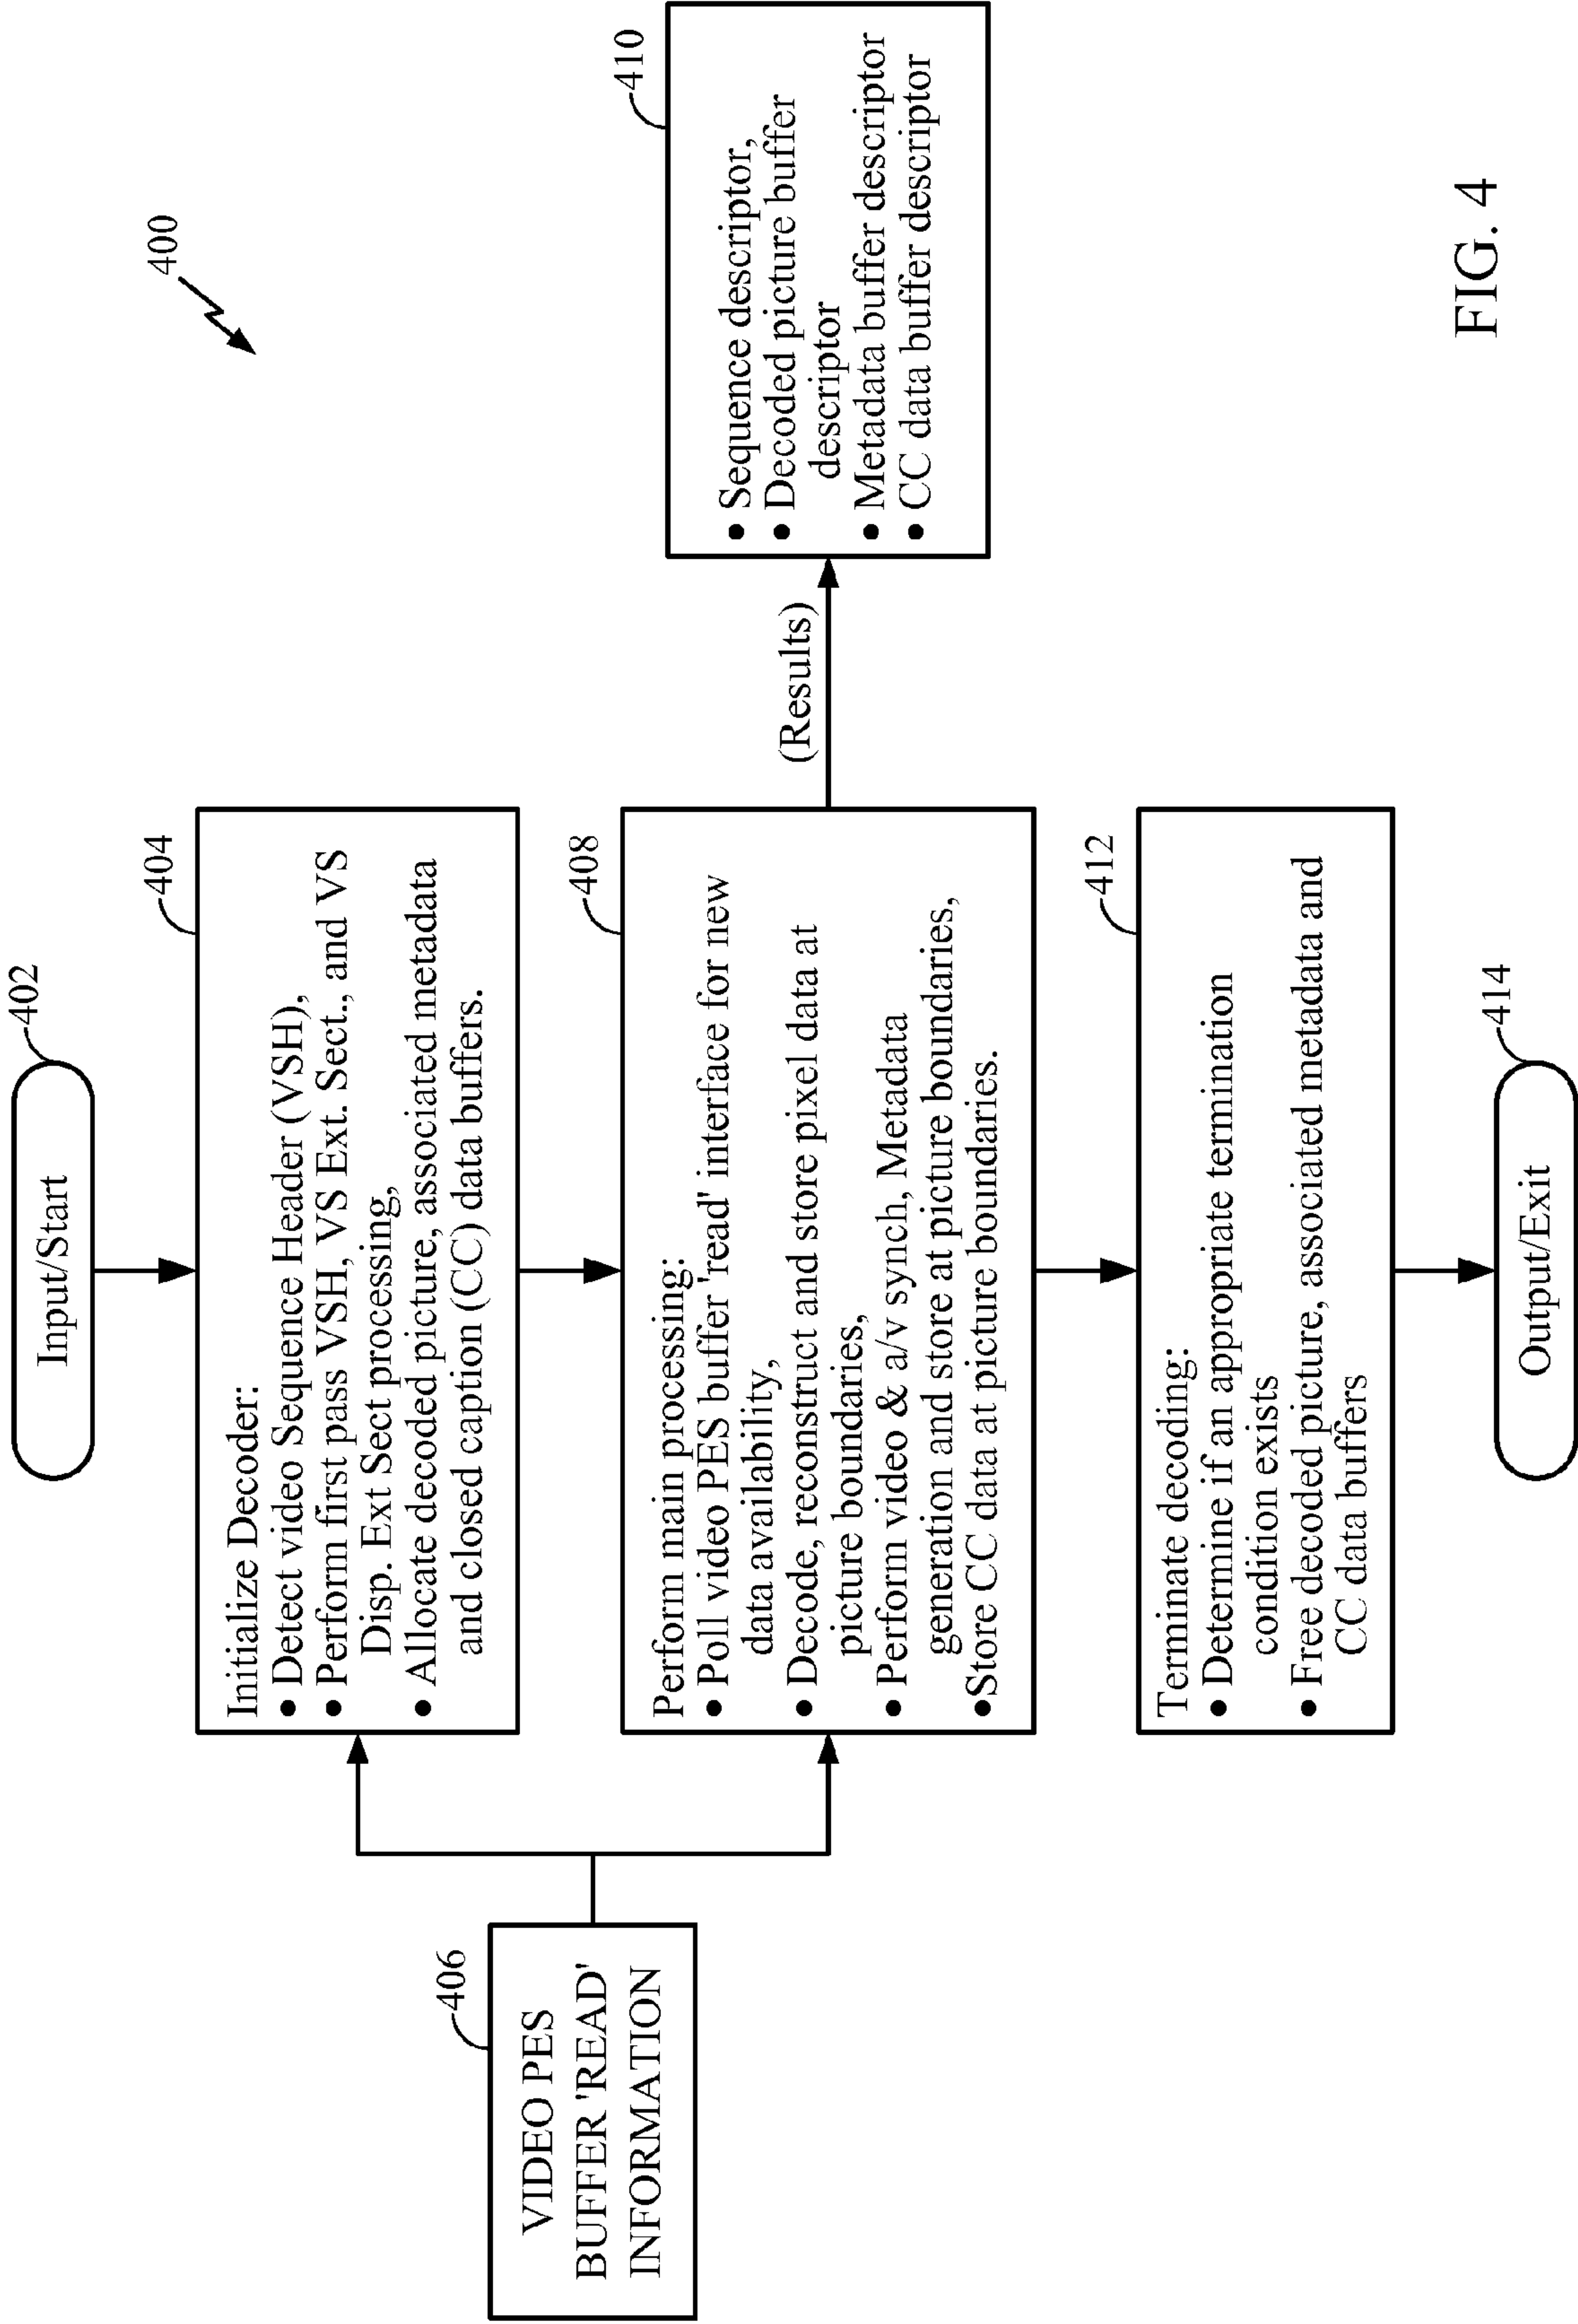 400
402
Input/Start
404
Initialize Decoder:
• Detect video Sequence Header (VSH),
• Perform first pass VSH, VS Ext. Sect., and VS
Disp. Ext Sect processing,
• Allocate decoded picture, associated metadata
and closed caption (CC) data buffers.
406
VIDEO PES
BUFFER 'READ'
INFORMATION
408
Perform main processing:
• Poll video PES buffer 'read' interface for new
data availability,
• Decode, reconstruct and store pixel data at
picture boundaries,
• Perform video & a/v synch, Metadata
generation and store at picture boundaries,
•Store CC data at picture boundaries.
(Results)
410
• Sequence descriptor,
• Decoded picture buffer
descriptor
• Metadata buffer descriptor
• CC data buffer descriptor
412
Terminate decoding:
• Determine if an appropriate termination
condition exists
• Free decoded picture, associated metadata and
CC data buffers
414
Output/Exit
FIG. 4